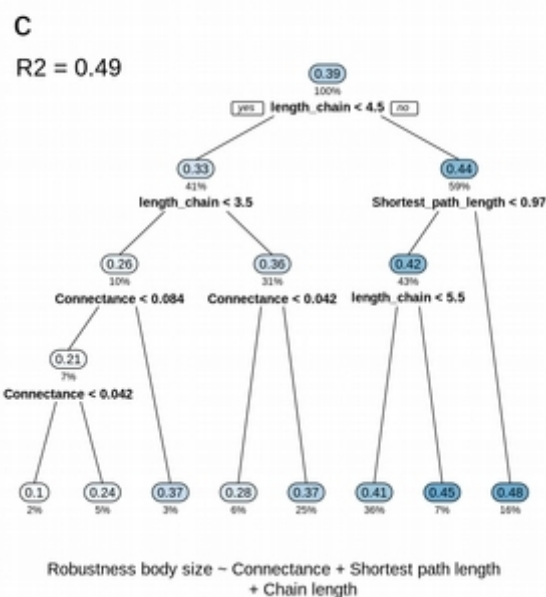 C
R2 = 0.49
0.39
100%
yes length_chain < 4.5 no
0.33 0.44
41% 59%
length_chain < 3.5 Shortest_path_length < 0.97
0.26 0.36 0.42
10% 31% 43%
Connectance < 0.084 Connectance < 0.042 length_chain < 5.5
0.21
7%
Connectance < 0.042
0.1 0.24 0.37 0.28 0.37 0.41 0.45 0.48
2% 5% 3% 6% 25% 36% 7% 16%
Robustness body size ~ Connectance + Shortest path length
+ Chain length